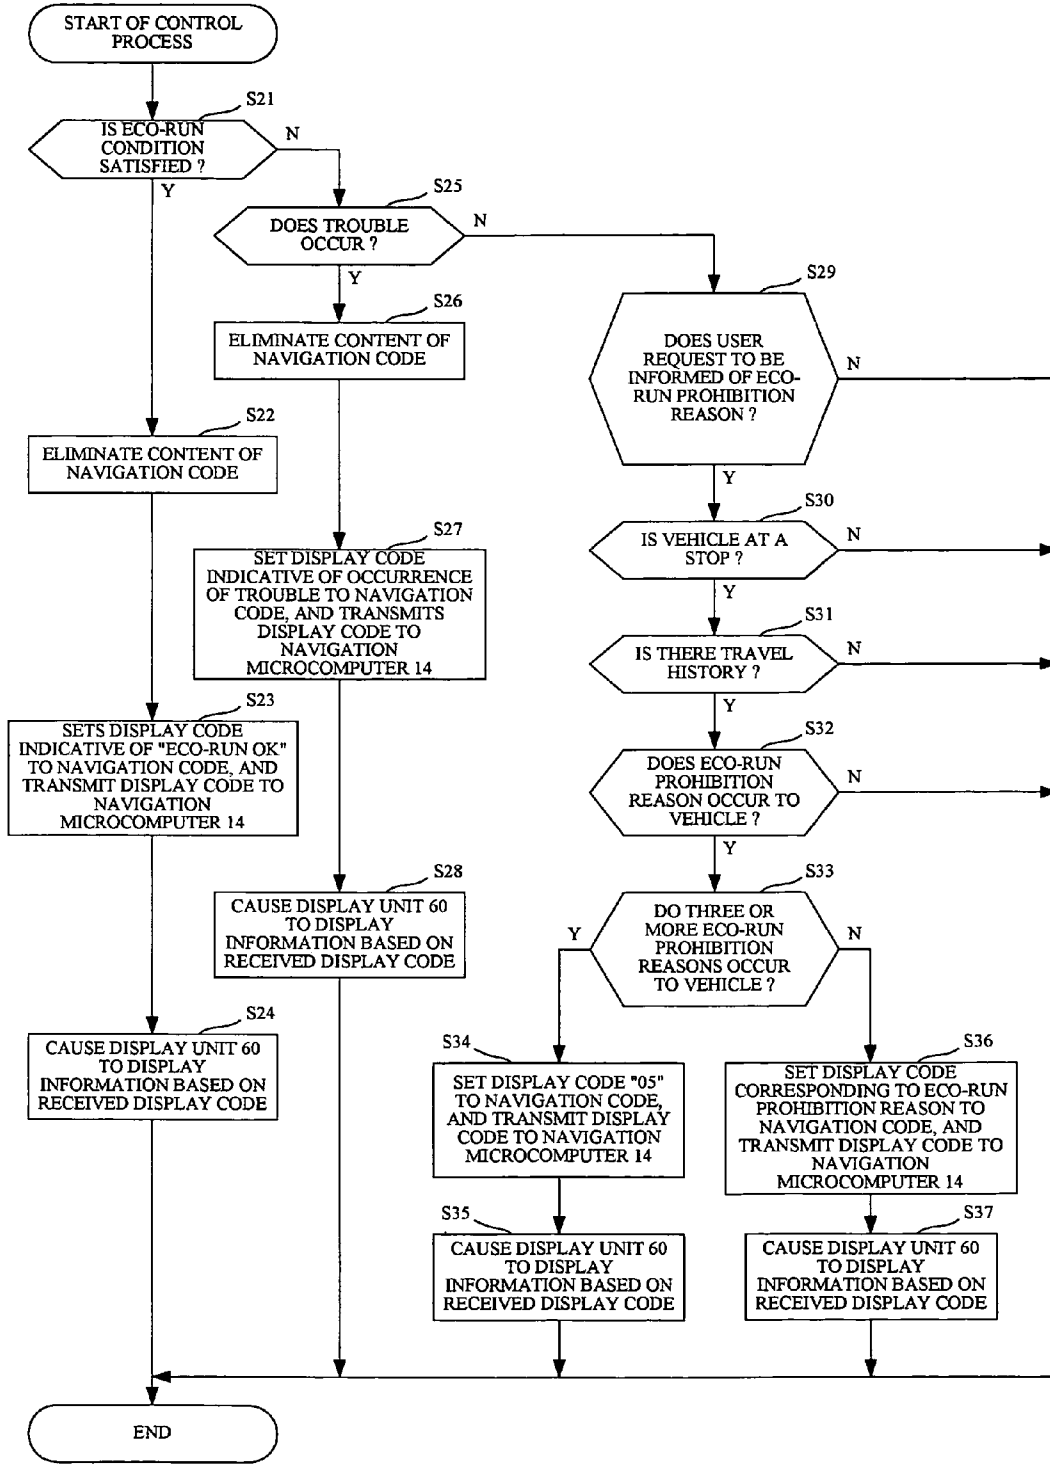 START OF CONTROL
PROCESS
S21
IS ECO-RUN
CONDITION
SATISFIED ?
N
Y
S25
DOES TROUBLE
OCCUR ?
N
Y
S29
DOES USER
REQUEST TO BE
INFORMED OF ECO-
RUN PROHIBITION
REASON ?
N
Y
S26
ELIMINATE CONTENT OF
NAVIGATION CODE
S22
ELIMINATE CONTENT OF
NAVIGATION CODE
S30
IS VEHICLE AT A
STOP ?
N
Y
S27
SET DISPLAY CODE
INDICATIVE OF OCCURRENCE
OF TROUBLE TO NAVIGATION
CODE, AND TRANSMITS
DISPLAY CODE TO
NAVIGATION
MICROCOMPUTER 14
S31
IS THERE TRAVEL
HISTORY ?
N
Y
S23
SETS DISPLAY CODE
INDICATIVE OF "ECO-RUN OK"
TO NAVIGATION CODE, AND
TRANSMIT DISPLAY CODE TO
NAVIGATION
MICROCOMPUTER 14
S32
DOES ECO-RUN
PROHIBITION
REASON OCCUR TO
VEHICLE ?
N
Y
S28
CAUSE DISPLAY UNIT 60
TO DISPLAY
INFORMATION BASED ON
RECEIVED DISPLAY CODE
S33
DO THREE OR
MORE ECO-RUN
PROHIBITION
REASONS OCCUR
TO VEHICLE ?
Y
N
S24
CAUSE DISPLAY UNIT 60
TO DISPLAY
INFORMATION BASED ON
RECEIVED DISPLAY CODE
S34
SET DISPLAY CODE "05"
TO NAVIGATION CODE,
AND TRANSMIT DISPLAY
CODE TO NAVIGATION
MICROCOMPUTER 14
S36
SET DISPLAY CODE
CORRESPONDING TO ECO-RUN
PROHIBITION REASON TO
NAVIGATION CODE, AND
TRANSMIT DISPLAY CODE TO
NAVIGATION
MICROCOMPUTER 14
S35
CAUSE DISPLAY UNIT 60
TO DISPLAY
INFORMATION BASED ON
RECEIVED DISPLAY CODE
S37
CAUSE DISPLAY UNIT 60
TO DISPLAY
INFORMATION BASED ON
RECEIVED DISPLAY CODE
END